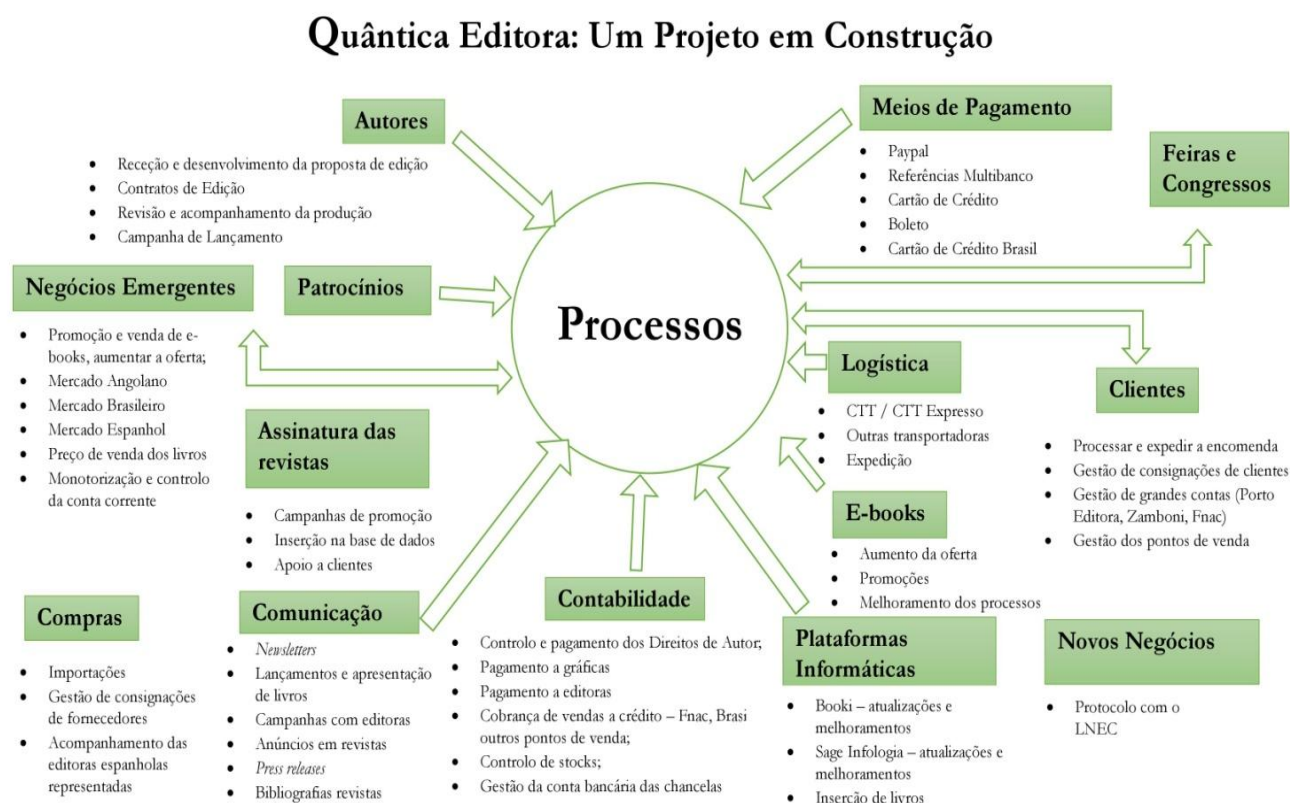 Quântica Editora: Um Projeto em Construção
Autores
• Receção e desenvolvimento da proposta de edição
• Contratos de Edição
• Revisão e acompanhamento da produção
• Campanha de Lançamento
Meios de Pagamento
• Paypal
• Referências Multibanco
• Cartão de Crédito
• Boleto
• Cartão de Crédito Brasil
Feiras e
Congressos
Negócios Emergentes
• Promoção e venda de e-
books, aumentar a oferta;
• Mercado Angolano
• Mercado Brasileiro
• Mercado Espanhol
• Preço de venda dos livros
• Monotorização e controlo
da conta corrente
Patrocínios
Processos
Logística
• CTT / CTT Expresso
• Outras transportadoras
• Expedição
Clientes
• Processar e expedir a encomenda
• Gestão de consignações de clientes
• Gestão de grandes contas (Porto
Editora, Zamboni, Fnac)
• Gestão dos pontos de venda
Assinatura das
revistas
• Campanhas de promoção
• Inserção na base de dados
• Apoio a clientes
E-books
• Aumento da oferta
• Promoções
• Melhoramento dos processos
Compras
• Importações
• Gestão de consignações
de fornecedores
• Acompanhamento das
editoras espanholas
representadas
Comunicação
• Newsletters
• Lançamentos e apresentação
de livros
• Campanhas com editoras
• Anúncios em revistas
• Press releases
• Bibliografias revistas
Contabilidade
• Controlo e pagamento dos Direitos de Autor;
• Pagamento a gráficas
• Pagamento a editoras
• Cobrança de vendas a crédito – Fnac, Brasi
outros pontos de venda;
• Controlo de stocks;
• Gestão da conta bancária das chancelas
Plataformas
Informáticas
• Booki – atualizações e
melhoramentos
• Sage Infologia – atualizações e
melhoramentos
• Inserção de livros
Novos Negócios
• Protocolo com o
LNEC